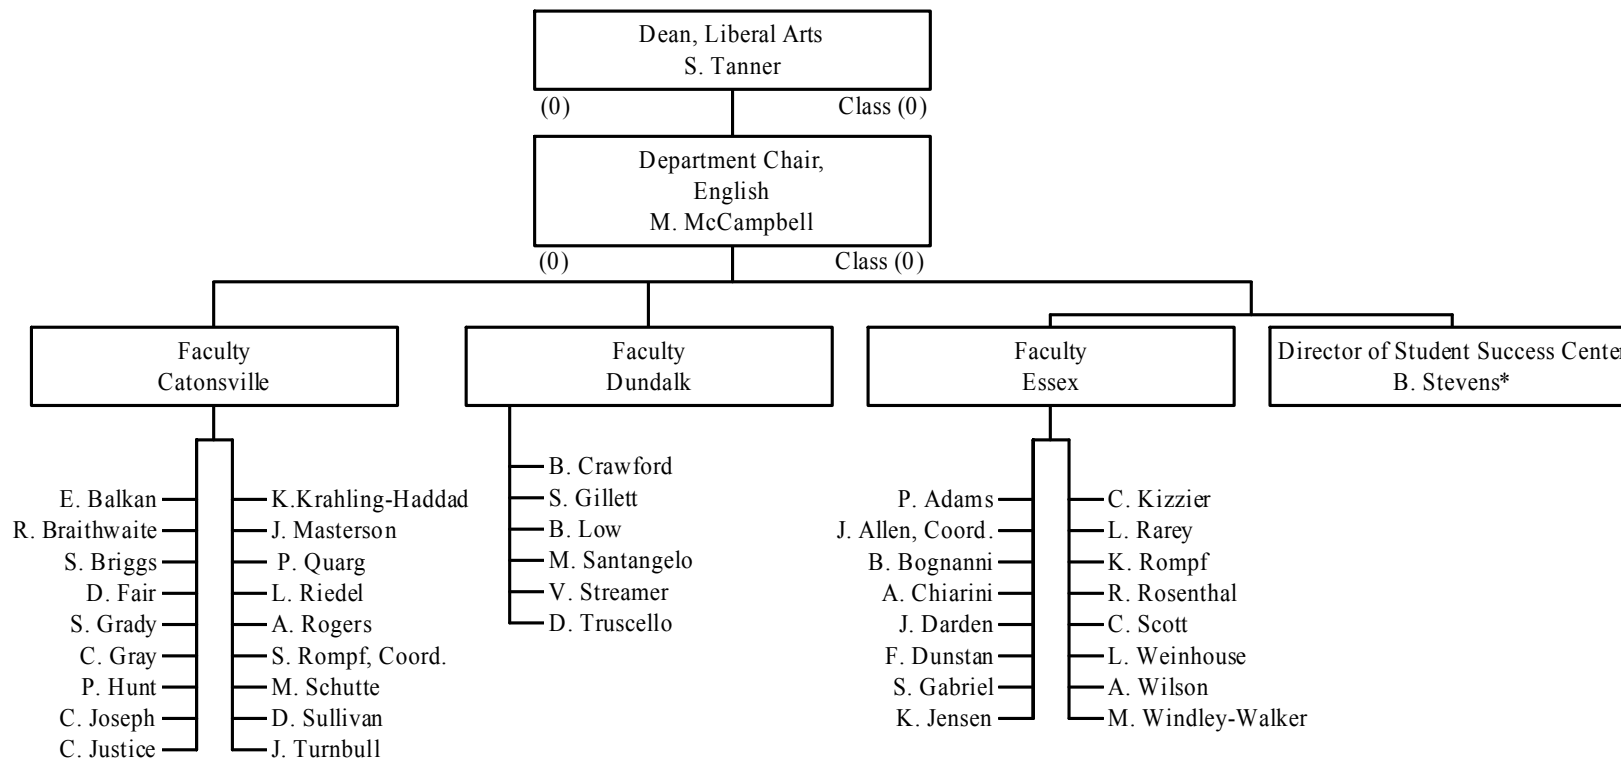 Dean, Liberal Arts
S. Tanner
(0) Class (0)
Department Chair,
English
M. McCampbell
(0) Class (0)
Faculty
Catonsville
Faculty
Dundalk
Faculty
Essex
Director of Student Success Center
B. Stevens*
E. Balkan
R. Braithwaite
S. Briggs
D. Fair
S. Grady
C. Gray
P. Hunt
C. Joseph
C. Justice
K.Krahling-Haddad
J. Masterson
P. Quarg
L. Riedel
A. Rogers
S. Rompf, Coord.
M. Schutte
D. Sullivan
J. Turnbull
B. Crawford
S. Gillett
B. Low
M. Santangelo
V. Streamer
D. Truscello
P. Adams
J. Allen, Coord.
B. Bognanni
A. Chiarini
J. Darden
F. Dunstan
S. Gabriel
K. Jensen
C. Kizzier
L. Rarey
K. Rompf
R. Rosenthal
C. Scott
L. Weinhouse
A. Wilson
M. Windley-Walker